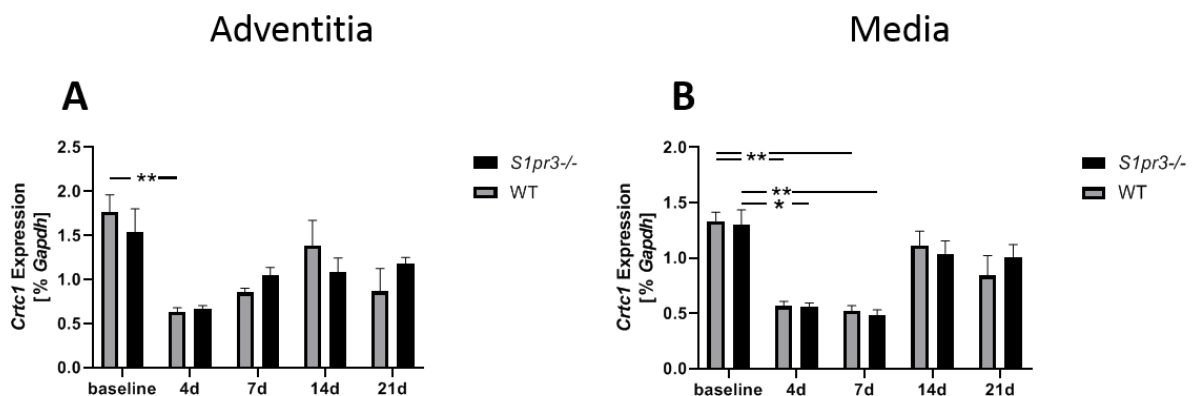 Adventitia
Media
A
2.5
2.0
1.5
1.0
0.5
0.0
**
Crtc1 Expression
[% Gapdh]
baseline
4d
7d
14d
21d
S1pr3-/-
WT
B
2.0
1.5
1.0
0.5
0.0
**
**
*
Crtc1 Expression
[% Gapdh]
baseline
4d
7d
14d
21d
S1pr3-/-
WT